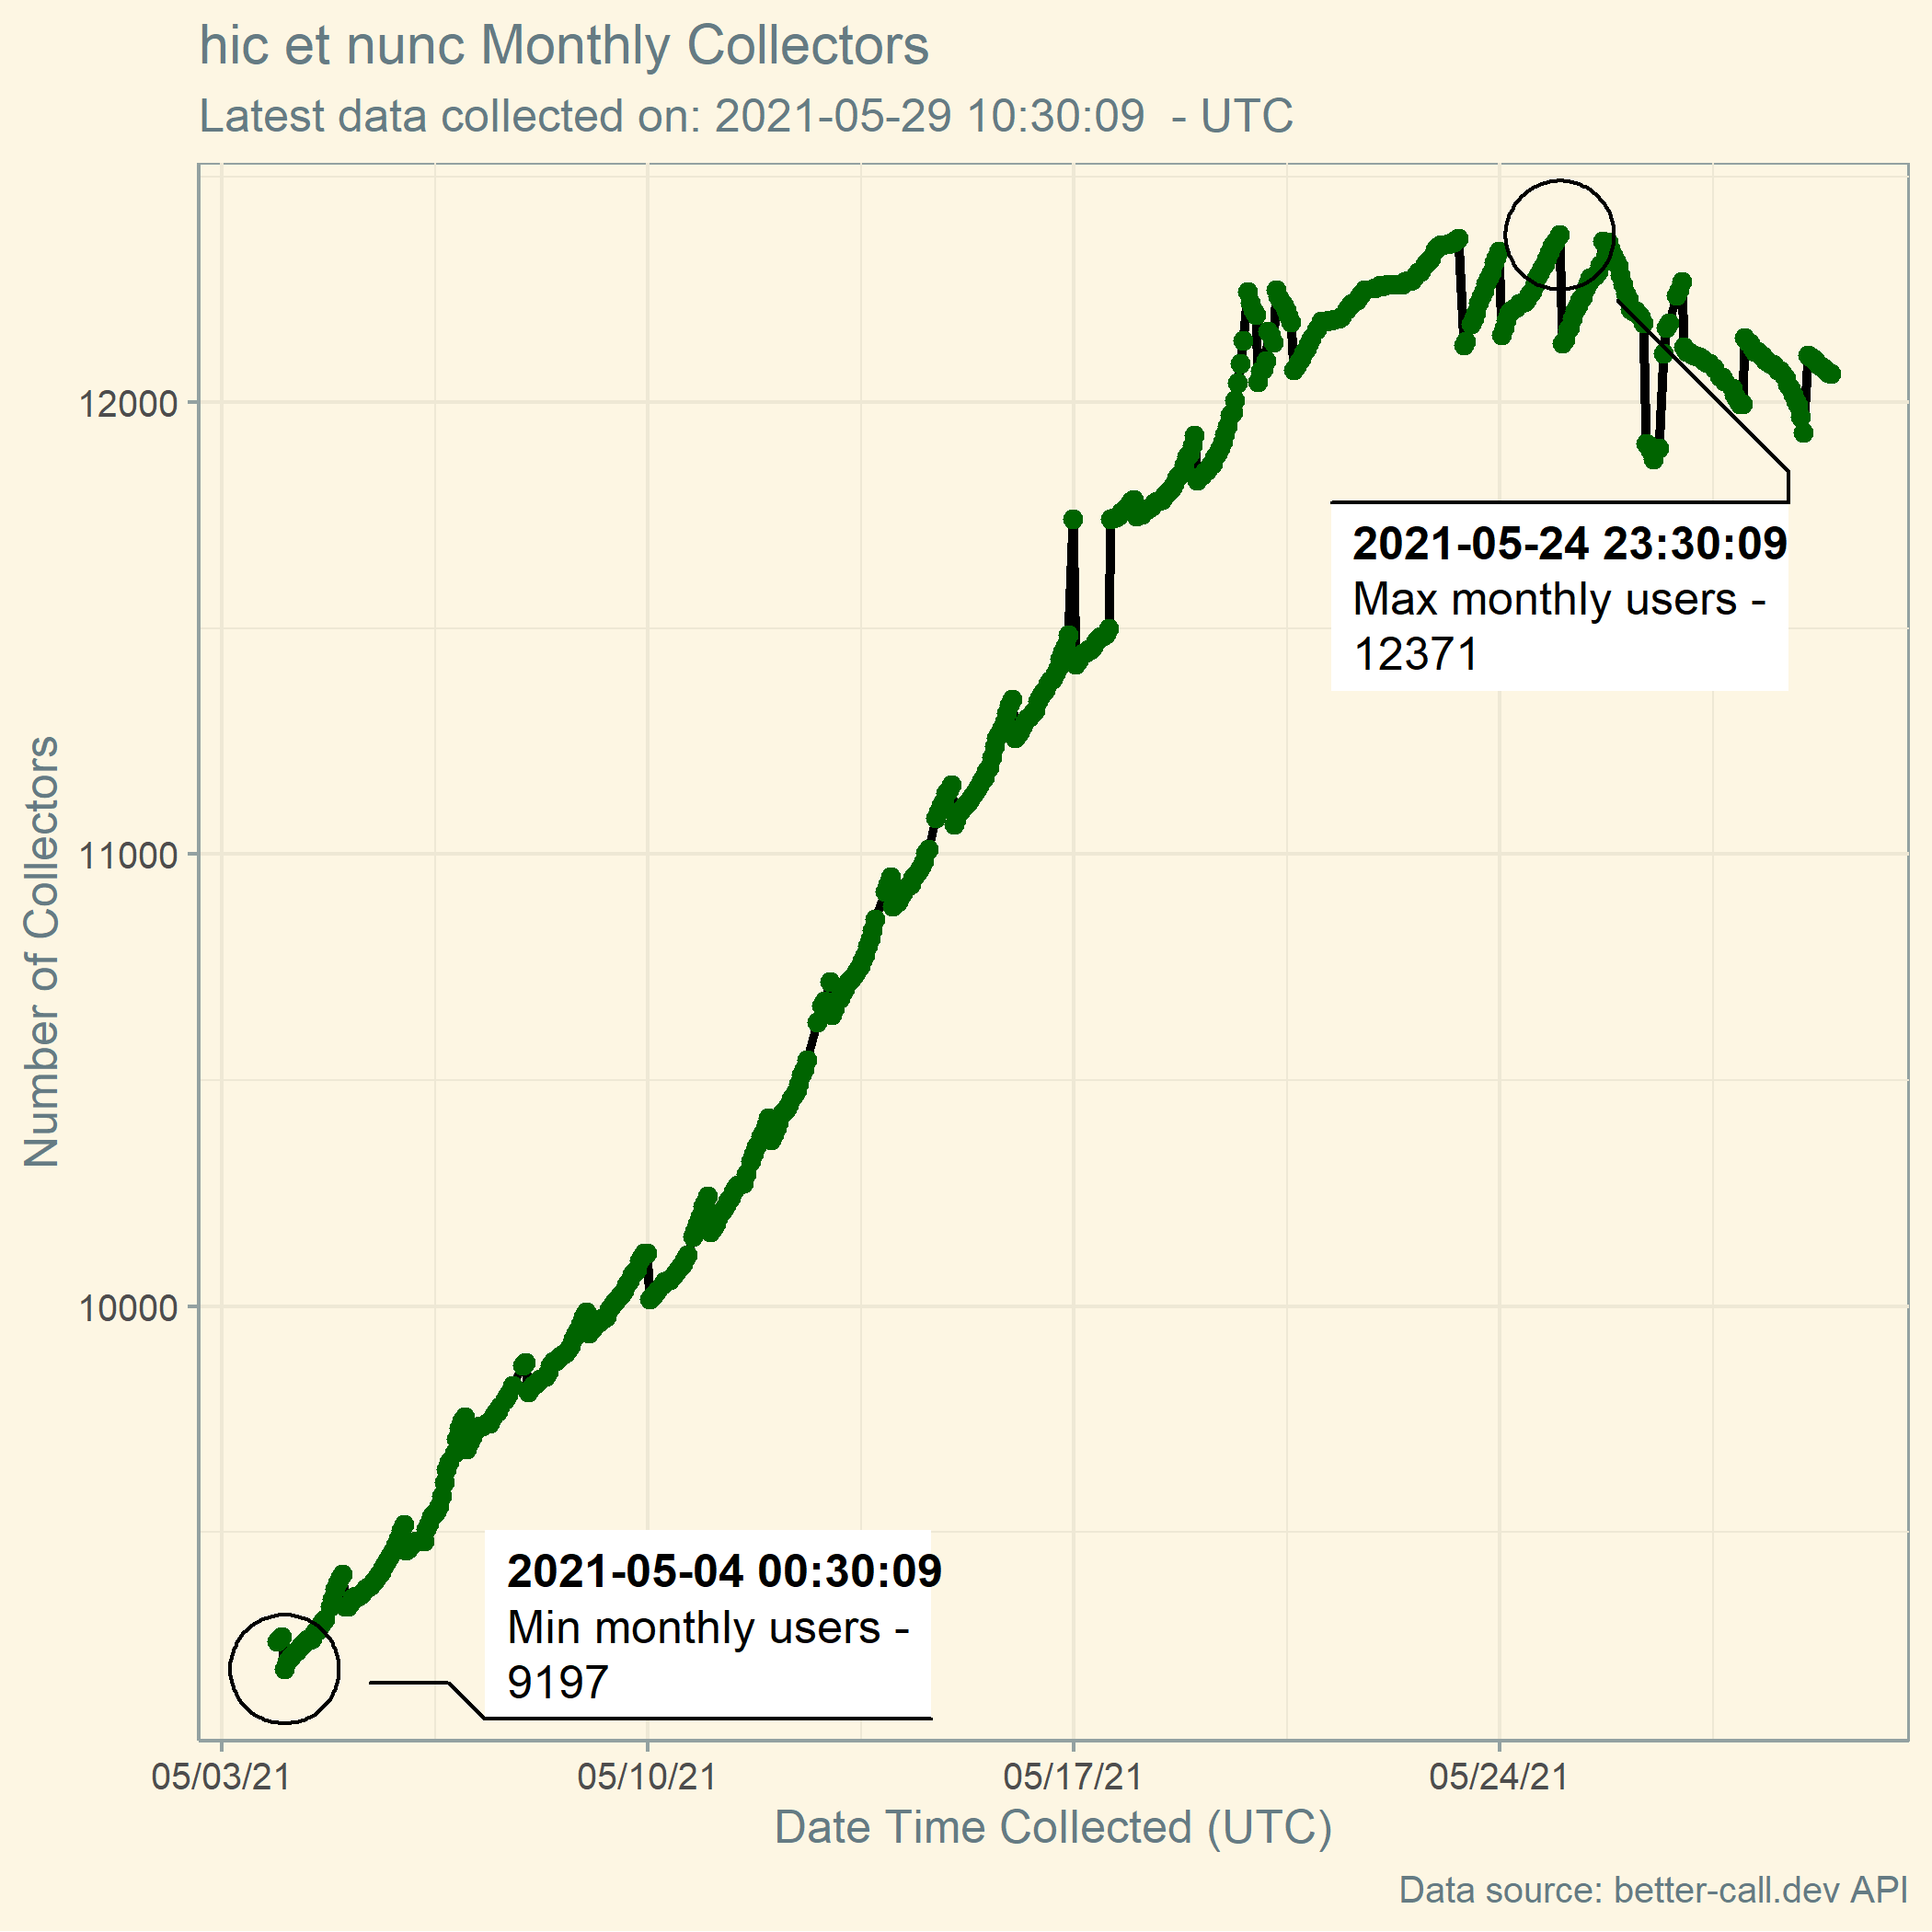 hic et nunc Monthly Collectors
Latest data collected on: 2021-05-29 10:30:09  - UTC
Number of Collectors
12000
11000
10000
2021-05-24 23:30:09
Max monthly users -
12371
2021-05-04 00:30:09
Min monthly users -
9197
05/03/21
05/10/21
05/17/21
05/24/21
Date Time Collected (UTC)
Data source: better-call.dev API